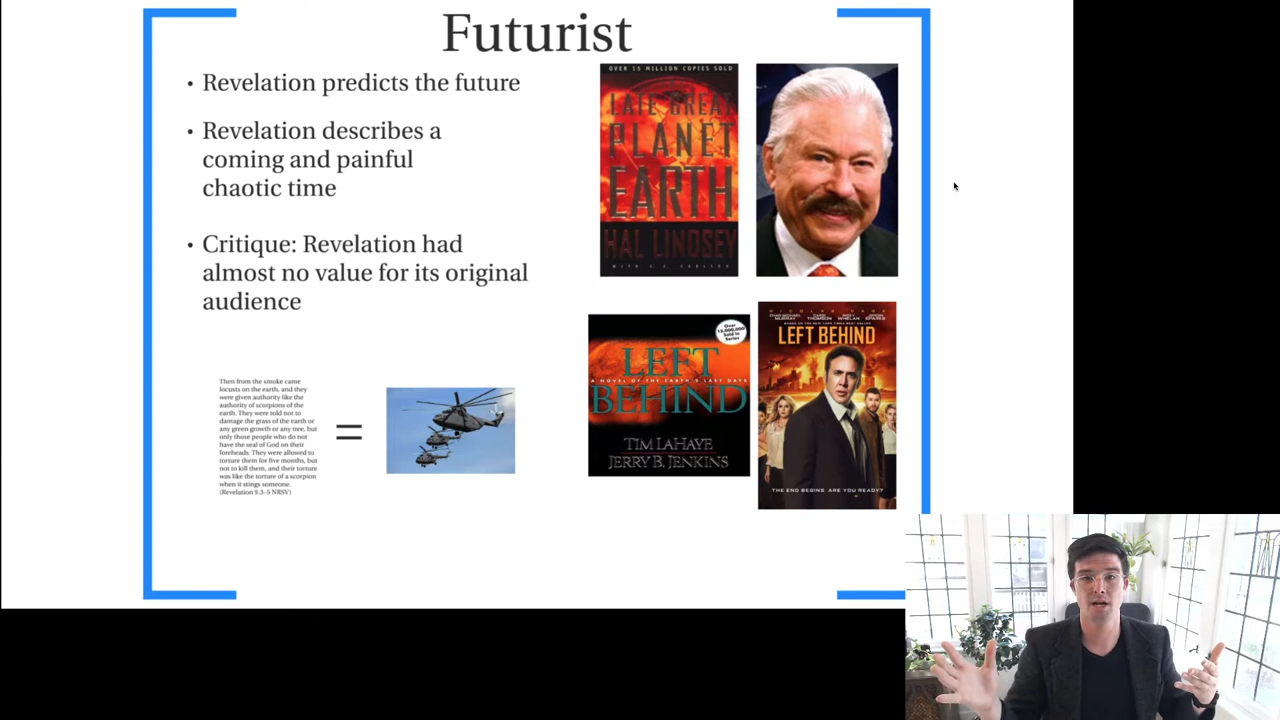 Futurist
• Revelation predicts the future
• Revelation describes a
coming and painful
chaotic time
• Critique: Revelation had
almost no value for its original
audience
Then from the smoke came
locusts on the earth, and they
were given authority like the
authority of scorpions of the
earth. They were told not to
damage the grass of the earth or
any green growth or any tree, but
only those people who do not
have the seal of God on their
foreheads. They were allowed to
torture them for five months, but
not to kill them, and their torture
was like the torture of a scorpion
when it stings someone.
(Revelation 9.3-5 NRSV)
=
OVER 15 MILLION COPIES SOLD
LATE GREAT
PLANET
EARTH
HAL LINDSEY
Over
Sold in
Series
LEFT
A NOVEL OF THE EARTH'S LAST DAYS
BEHIND
TIM LAHAYE
JERRY B. JENKINS
NICOLAS CAGE
LEFT BEHIND
THE END BEGINS. ARE YOU READY?